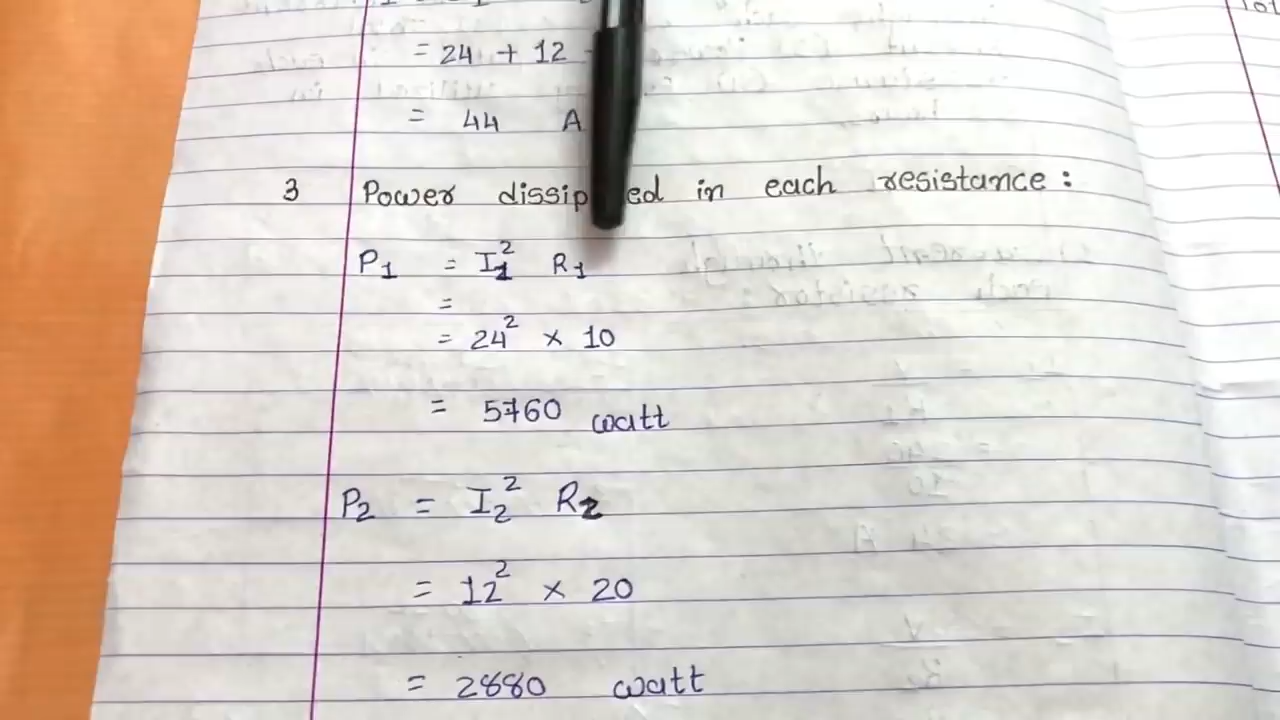 = 24 + 12
= 44 A
3 Power dissip ed in each resistance :
P₁ = I₁² R₁
=
= 24² × 10
= 5760 watt
P₂ = I₂² R₂
= 12² × 20
= 2880 watt